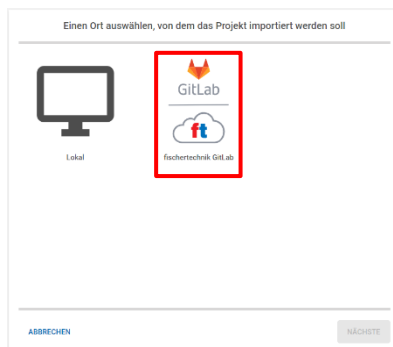 Einen Ort auswählen, von dem das Projekt importiert werden soll
GitLab
ft
Lokal
fischertechnik GitLab
ABBRECHEN
NÄCHSTE